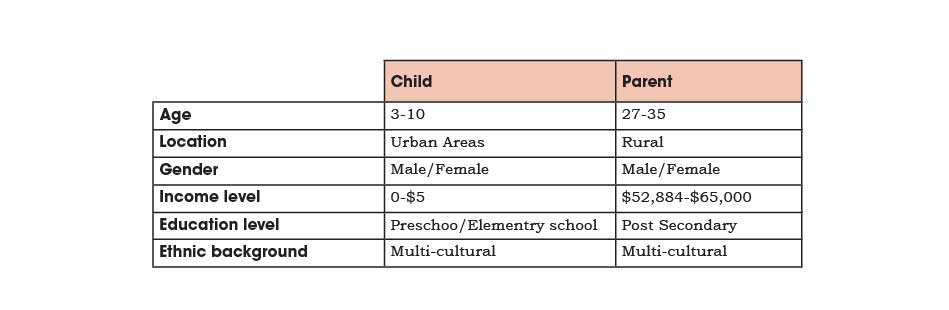 Child Parent
Age 3-10 27-35
Location Urban Areas Rural
Gender Male/Female Male/Female
Income level 0-$5 $52,884-$65,000
Education level Preschoo/Elementry school Post Secondary
Ethnic background Multi-cultural Multi-cultural